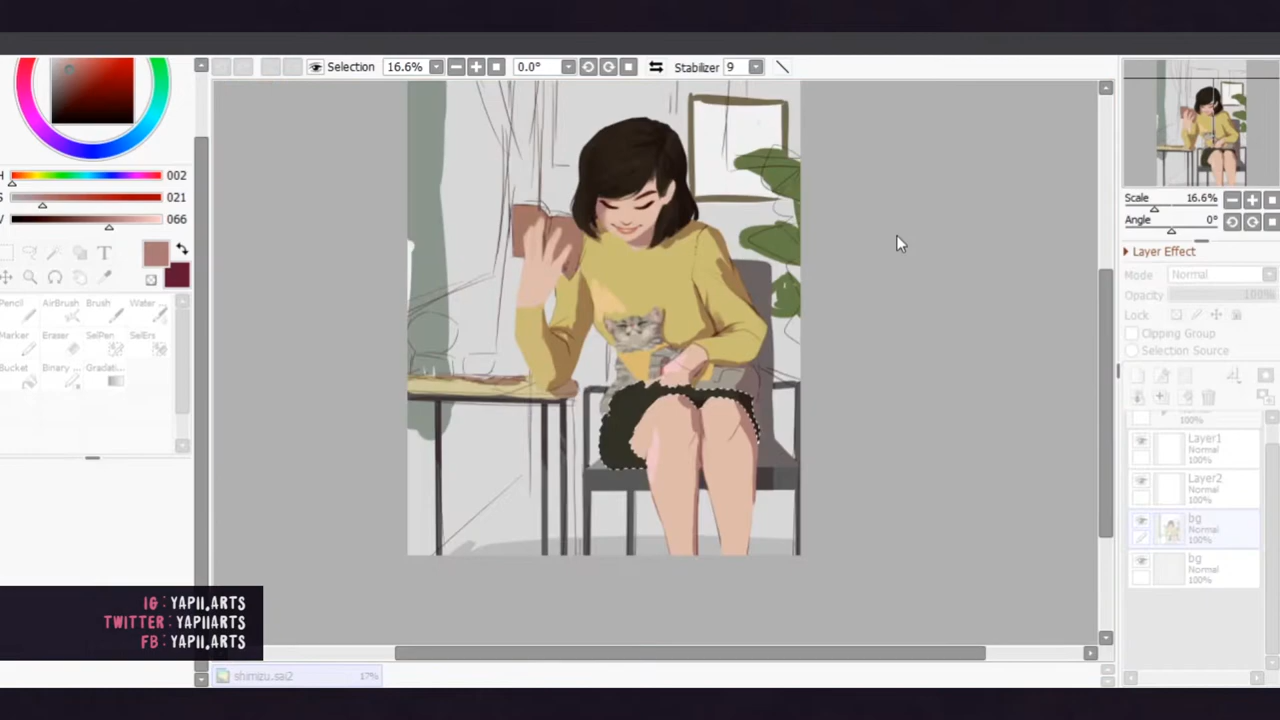 Selection 16.6% 0.0° Stabilizer 9
H 002
S 021
V 066
T
Pencil AirBrush Brush Water ...
Marker Eraser SelPen SelErs
Bucket Binary ... Gradati...
Scale 16.6%
Angle 0°
Layer Effect
Mode Normal
Opacity 100%
Lock
Clipping Group
Selection Source
100%
Layer1
Normal
100%
Layer2
Normal
100%
bg
Normal
100%
bg
Normal
100%
IG : YAPII.ARTS
TWITTER : YAPIIARTS
FB : YAPII.ARTS
shimizu.sai2 17%